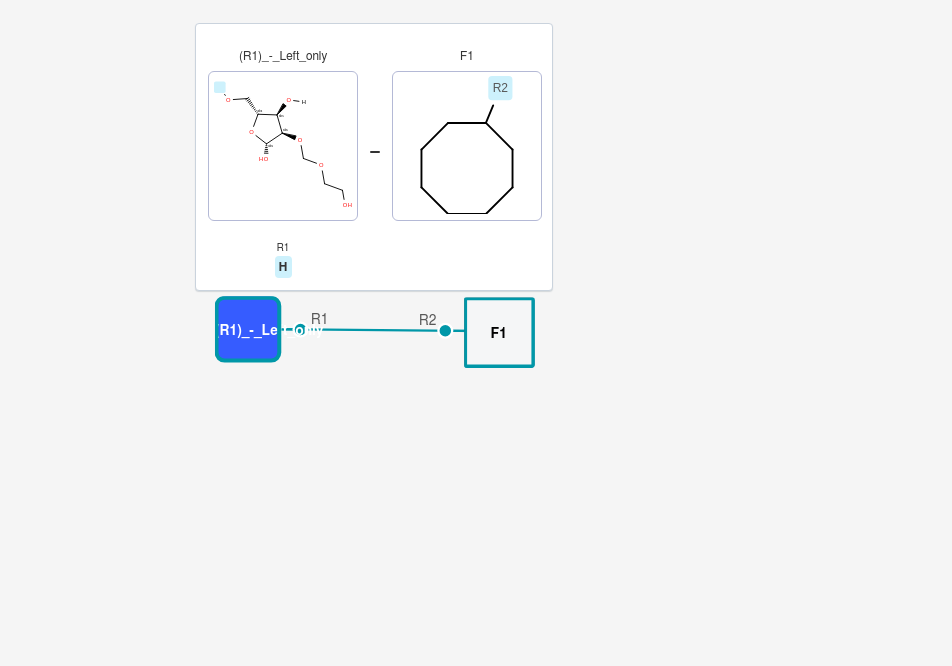 (R1)_-_Left_only
F1
R2
O
O
H
O
O
HO
O
OH
–
R1
H
R1
R2
(R1)_-_Left_only
F1